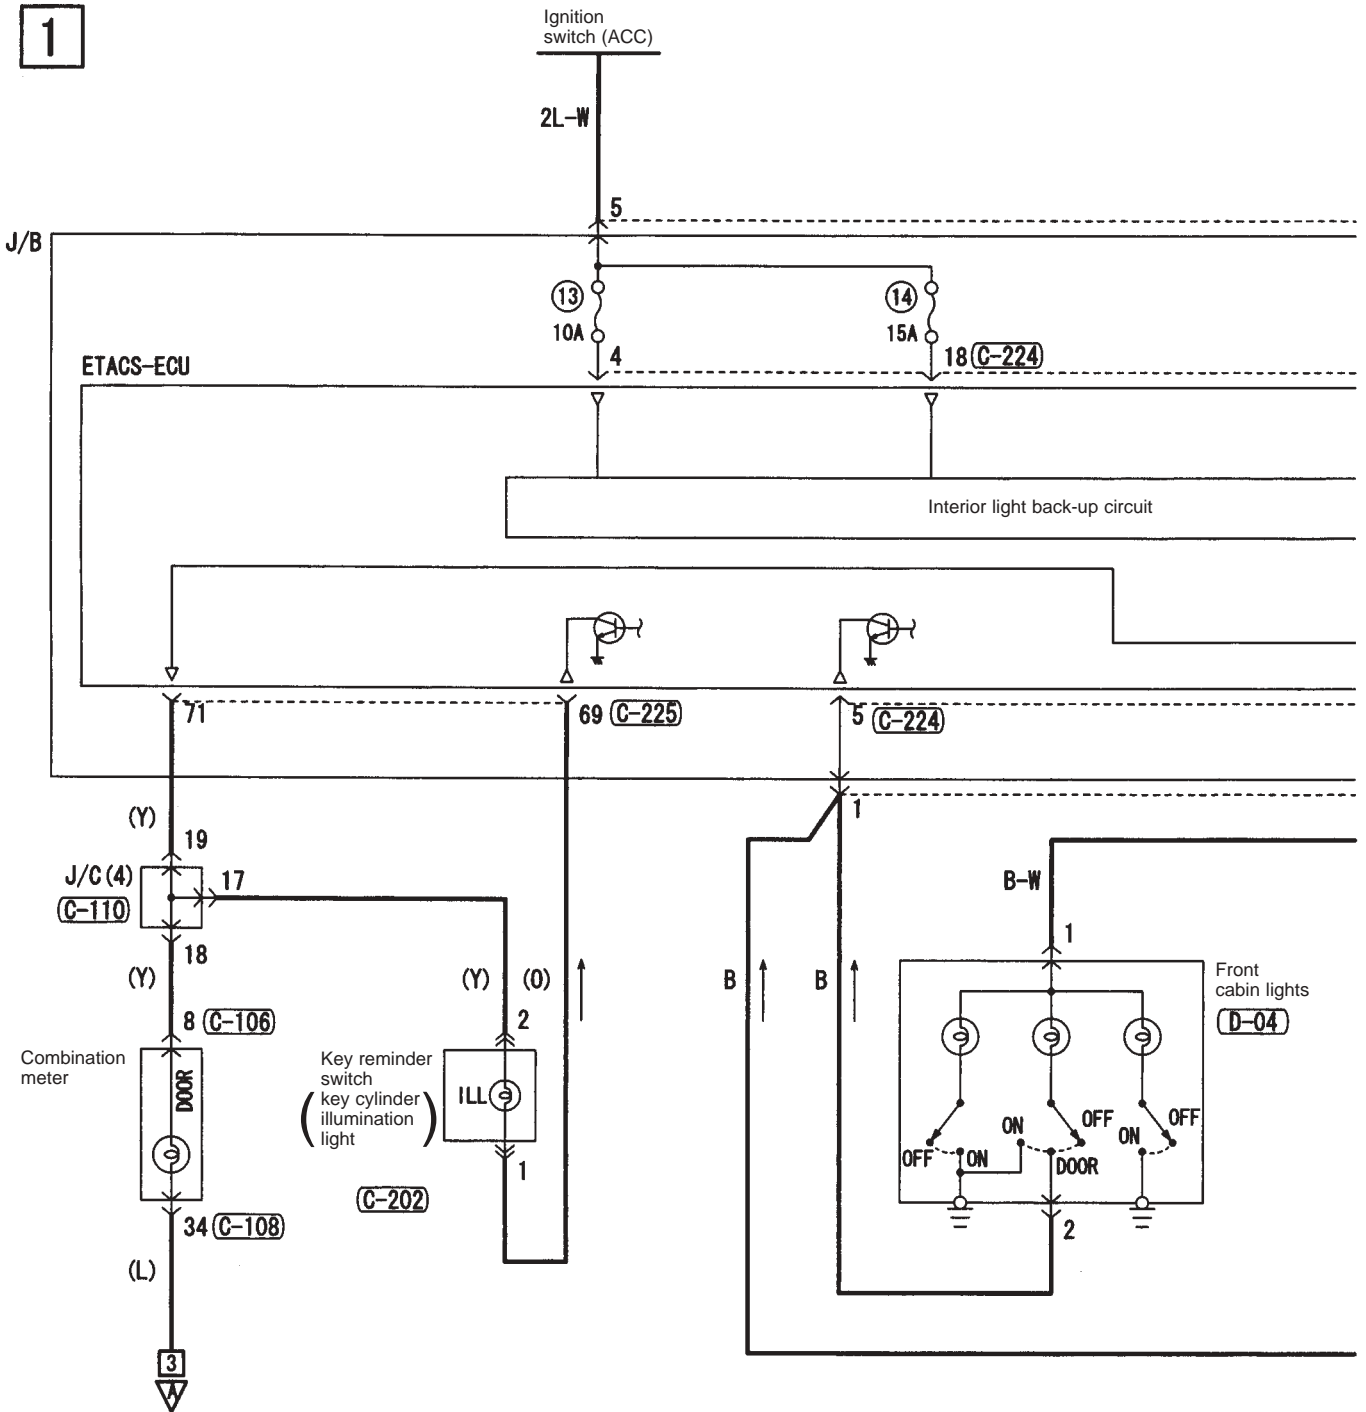 1
Ignition
switch (ACC)
2L-W
5
J/B
13
10A
4
14
15A
18 C-224
ETACS-ECU
Interior light back-up circuit
71
69 C-225
5 C-224
1
(Y)
19
J/C(4)
C-110
17
18
(Y)
8 C-106
Combination
meter
DOOR
34 C-108
(L)
3
A
(Y) (O)
2
Key reminder
switch
(key cylinder
illumination
light)
ILL
1
C-202
B
B
B-W
1
Front
cabin lights
D-04
OFF
ON
ON
OFF
DOOR
ON
OFF
2